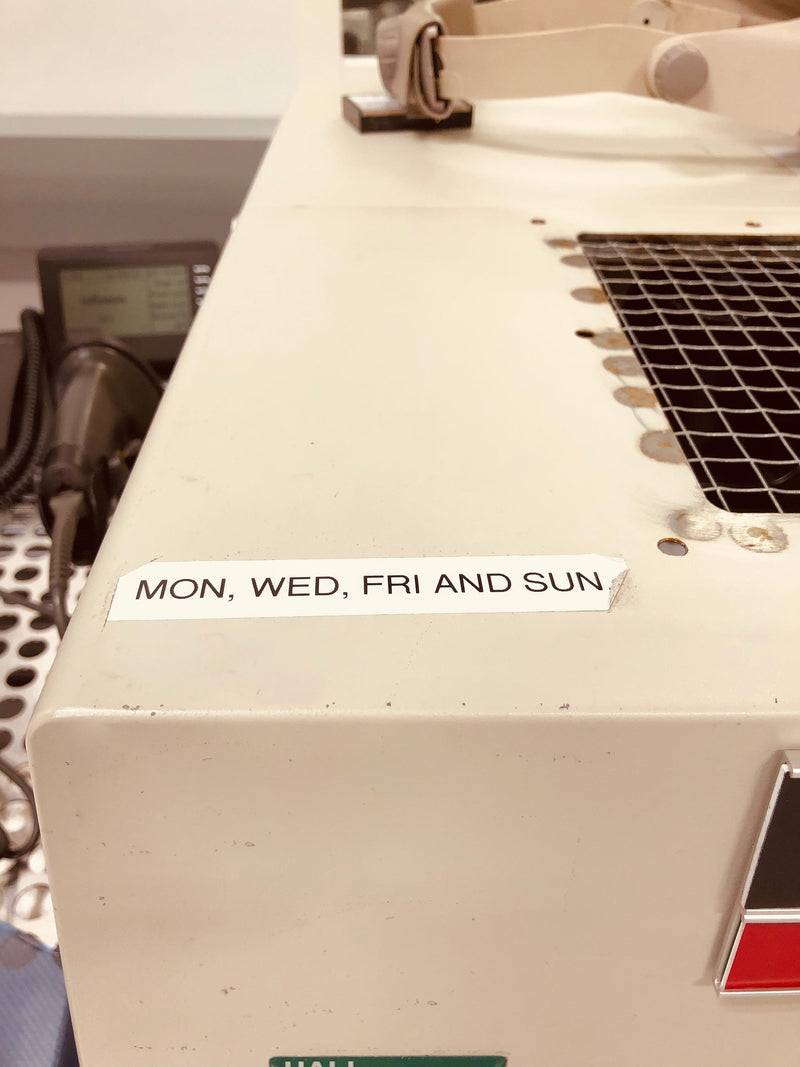 MON, WED, FRI AND SUN